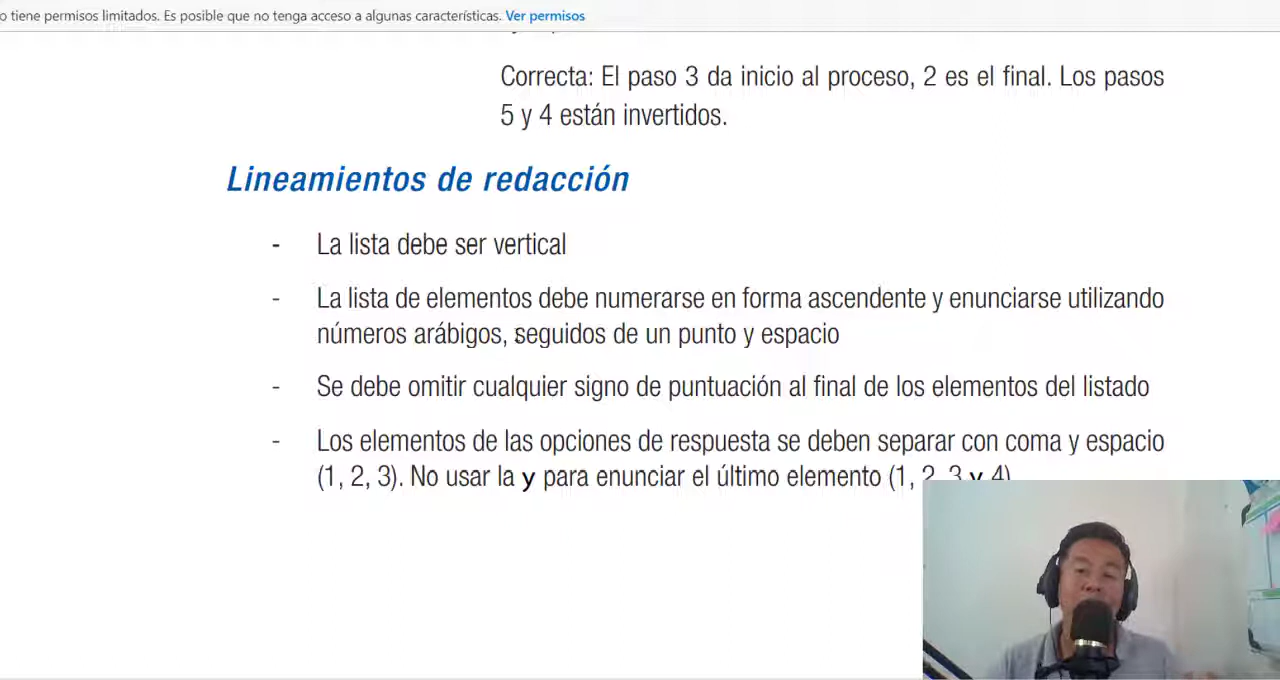 o tiene permisos limitados. Es posible que no tenga acceso a algunas características. Ver permisos
Correcta: El paso 3 da inicio al proceso, 2 es el final. Los pasos
5 y 4 están invertidos.
Lineamientos de redacción
- La lista debe ser vertical
- La lista de elementos debe numerarse en forma ascendente y enunciarse utilizando
números arábigos, seguidos de un punto y espacio
- Se debe omitir cualquier signo de puntuación al final de los elementos del listado
- Los elementos de las opciones de respuesta se deben separar con coma y espacio
(1, 2, 3). No usar la y para enunciar el último elemento (1, 2, 3 y 4)